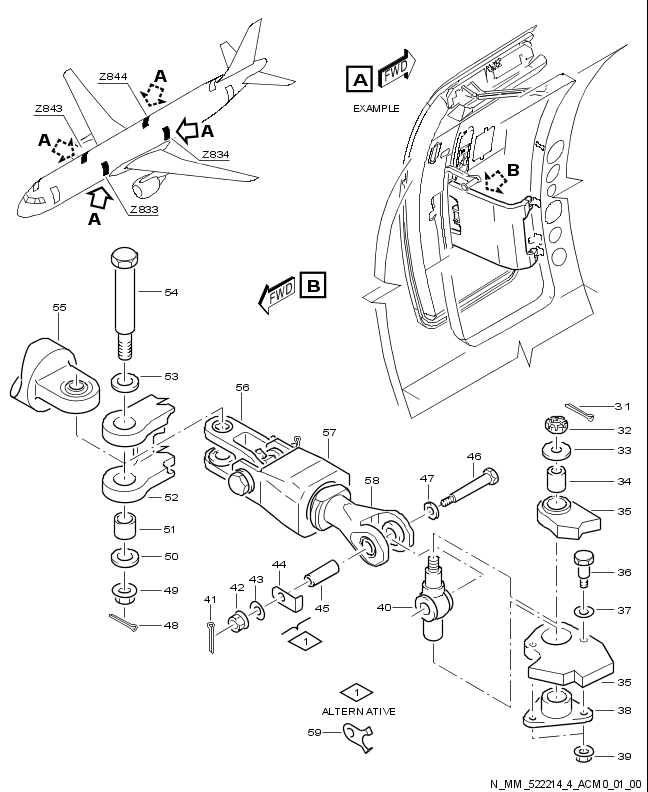 A
Z844
Z843
A
A
Z834
Z833
A
A
FWD
EXAMPLE
B
FWD
B
54
55
53
56
57
58
46
47
52
51
50
49
48
41
42
43
44
45
1
40
31
32
33
34
35
36
37
35
38
39
1
ALTERNATIVE
59
N_MM_522214_4_ACM0_01_00